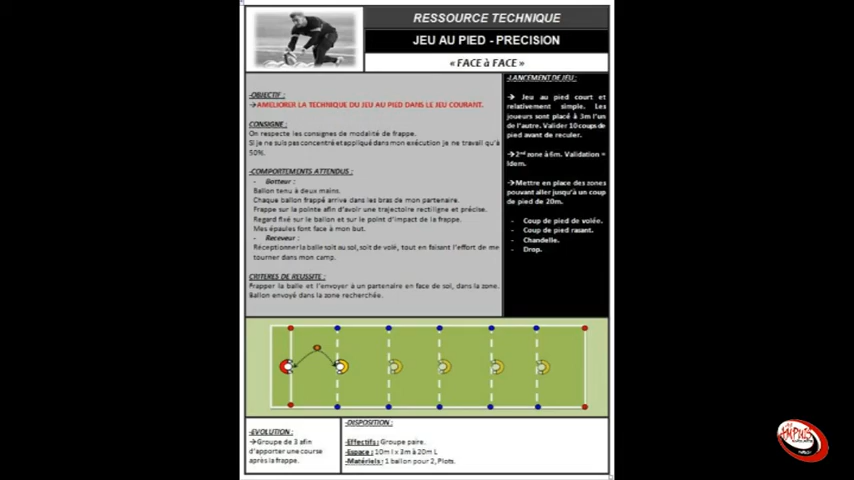 RESSOURCE TECHNIQUE
JEU AU PIED - PRECISION
« FACE à FACE »
-OBJECTIF :
→AMELIORER LA TECHNIQUE DU JEU AU PIED DANS LE JEU COURANT.
CONSIGNE :
On respecte les consignes de modalité de frappe.
Si je ne suis pas concentré et appliqué dans mon exécution je ne travail qu'à
50%.
-COMPORTEMENTS ATTENDUS :
- Botteur :
Ballon tenu à deux mains.
Chaque ballon frappé arrive dans les bras de mon partenaire.
Frappe sur la pointe afin d'avoir une trajectoire rectiligne et précise.
Regard fixé sur le ballon et sur le point d'impact de la frappe.
Mes épaules font face à mon but.
- Receveur :
Réceptionner la balle soit au sol, soit de volé, tout en faisant l'effort de me
tourner dans mon camp.
CRITERES DE REUSSITE :
Frapper la balle et l'envoyer à un partenaire en face de soi, dans la zone.
Ballon envoyé dans la zone recherchée.
-LANCEMENT DE JEU :
→ Jeu au pied court et
relativement simple. Les
joueurs sont placé à 3m l'un
de l'autre. Valider 10 coups de
pied avant de reculer.
→2nd zone à 6m. Validation =
Idem.
→Mettre en place des zones
pouvant aller jusqu'à un coup
de pied de 20m.
- Coup de pied de volée.
- Coup de pied rasant.
- Chandelle.
- Drop.
-EVOLUTION :
→Groupe de 3 afin
d'apporter une course
après la frappe.
-DISPOSITION :
-Effectifs : Groupe paire.
-Espace : 10m l x 3m à 20m L
-Matériels : 1 ballon pour 2, Plots.